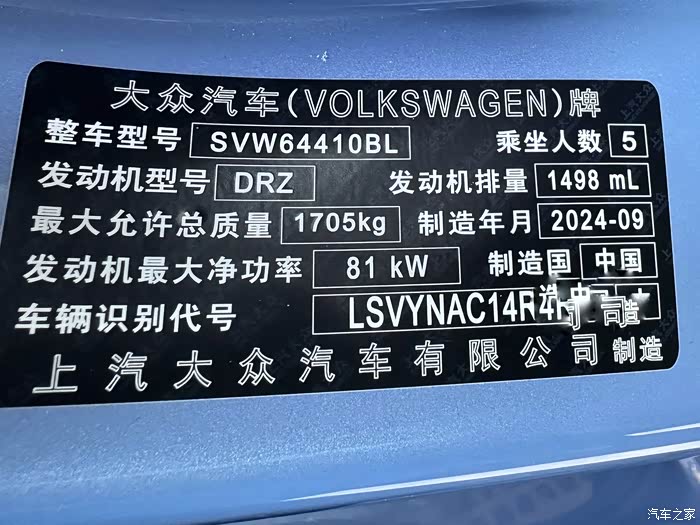 大众汽车(VOLKSWAGEN)牌
整车型号 SVW64410BL 乘坐人数 5
发动机型号 DRZ 发动机排量 1498 mL
最大允许总质量 1705kg 制造年月 2024-09
发动机最大净功率 81 kW 制造国 中国
车辆识别代号 LSVYNAC14R4
上汽大众汽车有限公司 制造
汽车之家